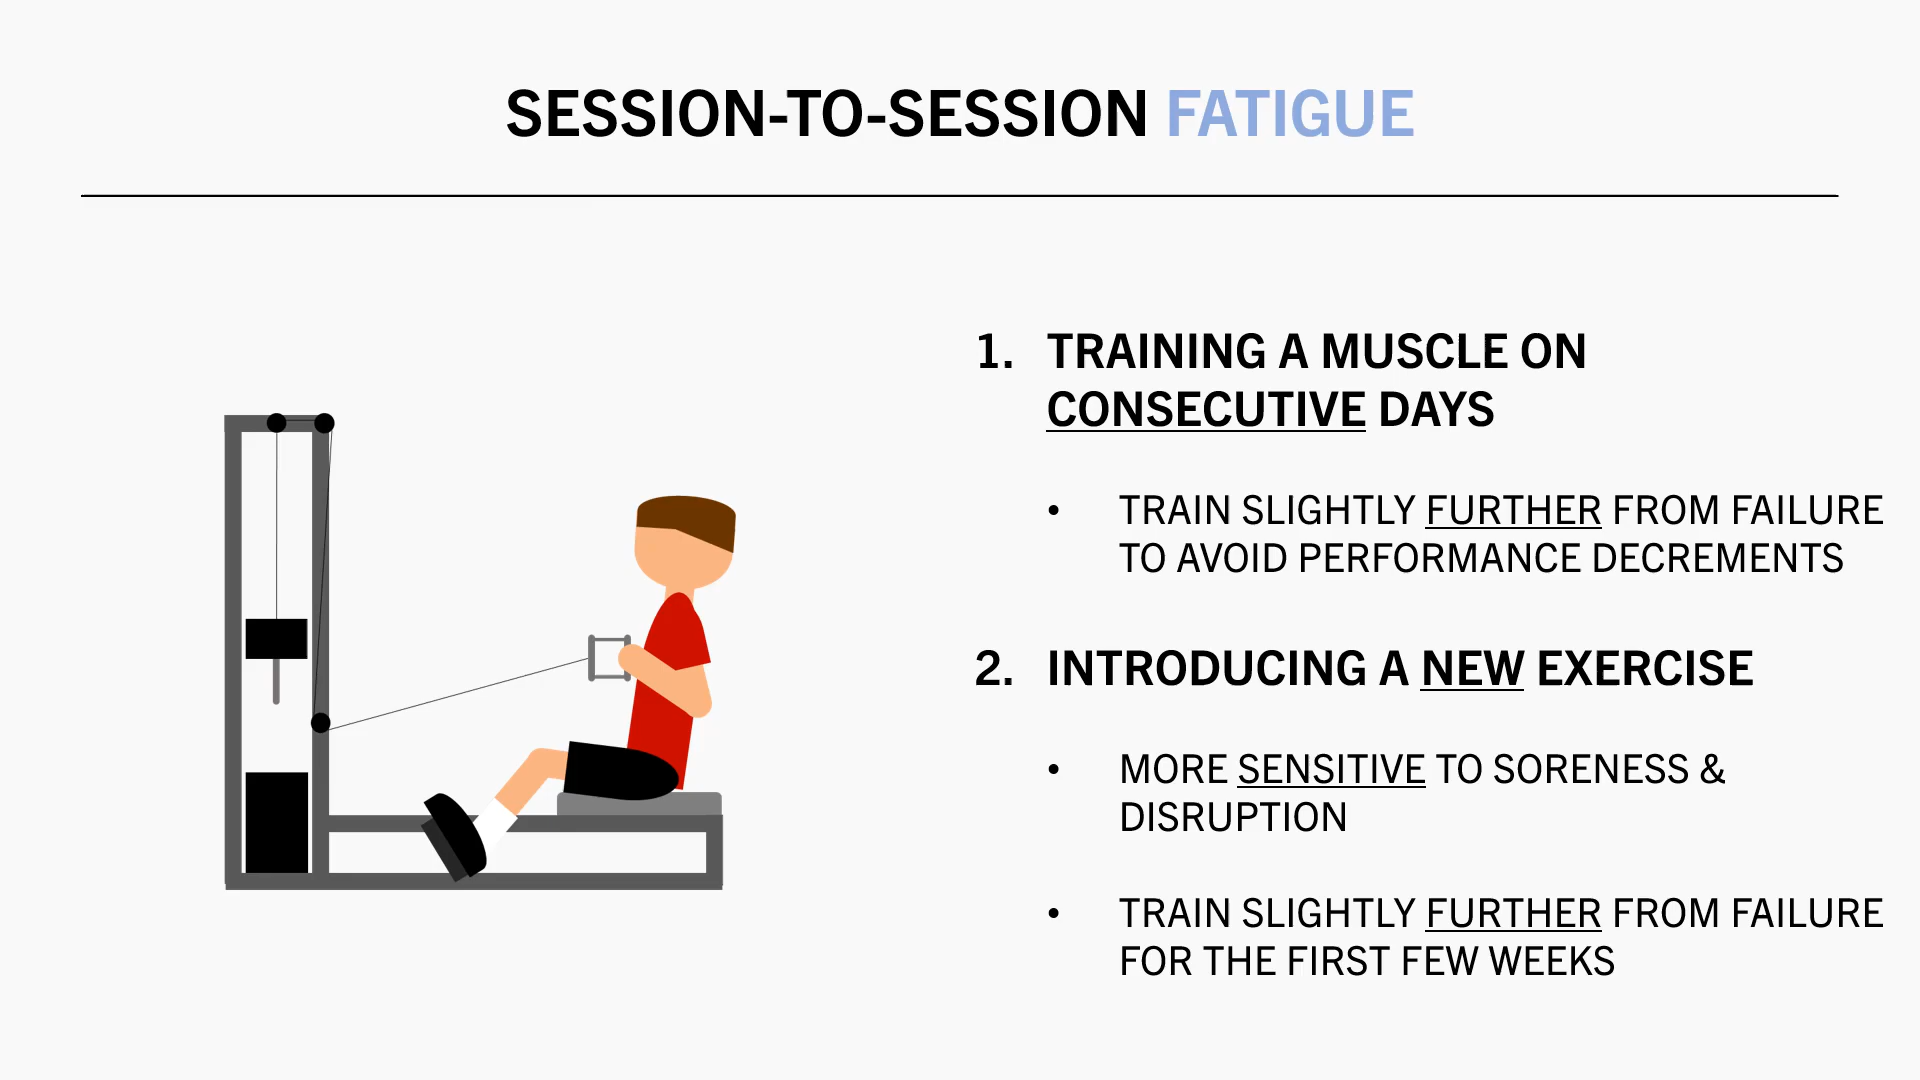 SESSION-TO-SESSION FATIGUE
1. TRAINING A MUSCLE ON
CONSECUTIVE DAYS
• TRAIN SLIGHTLY FURTHER FROM FAILURE
TO AVOID PERFORMANCE DECREMENTS
2. INTRODUCING A NEW EXERCISE
• MORE SENSITIVE TO SORENESS &
DISRUPTION
• TRAIN SLIGHTLY FURTHER FROM FAILURE
FOR THE FIRST FEW WEEKS